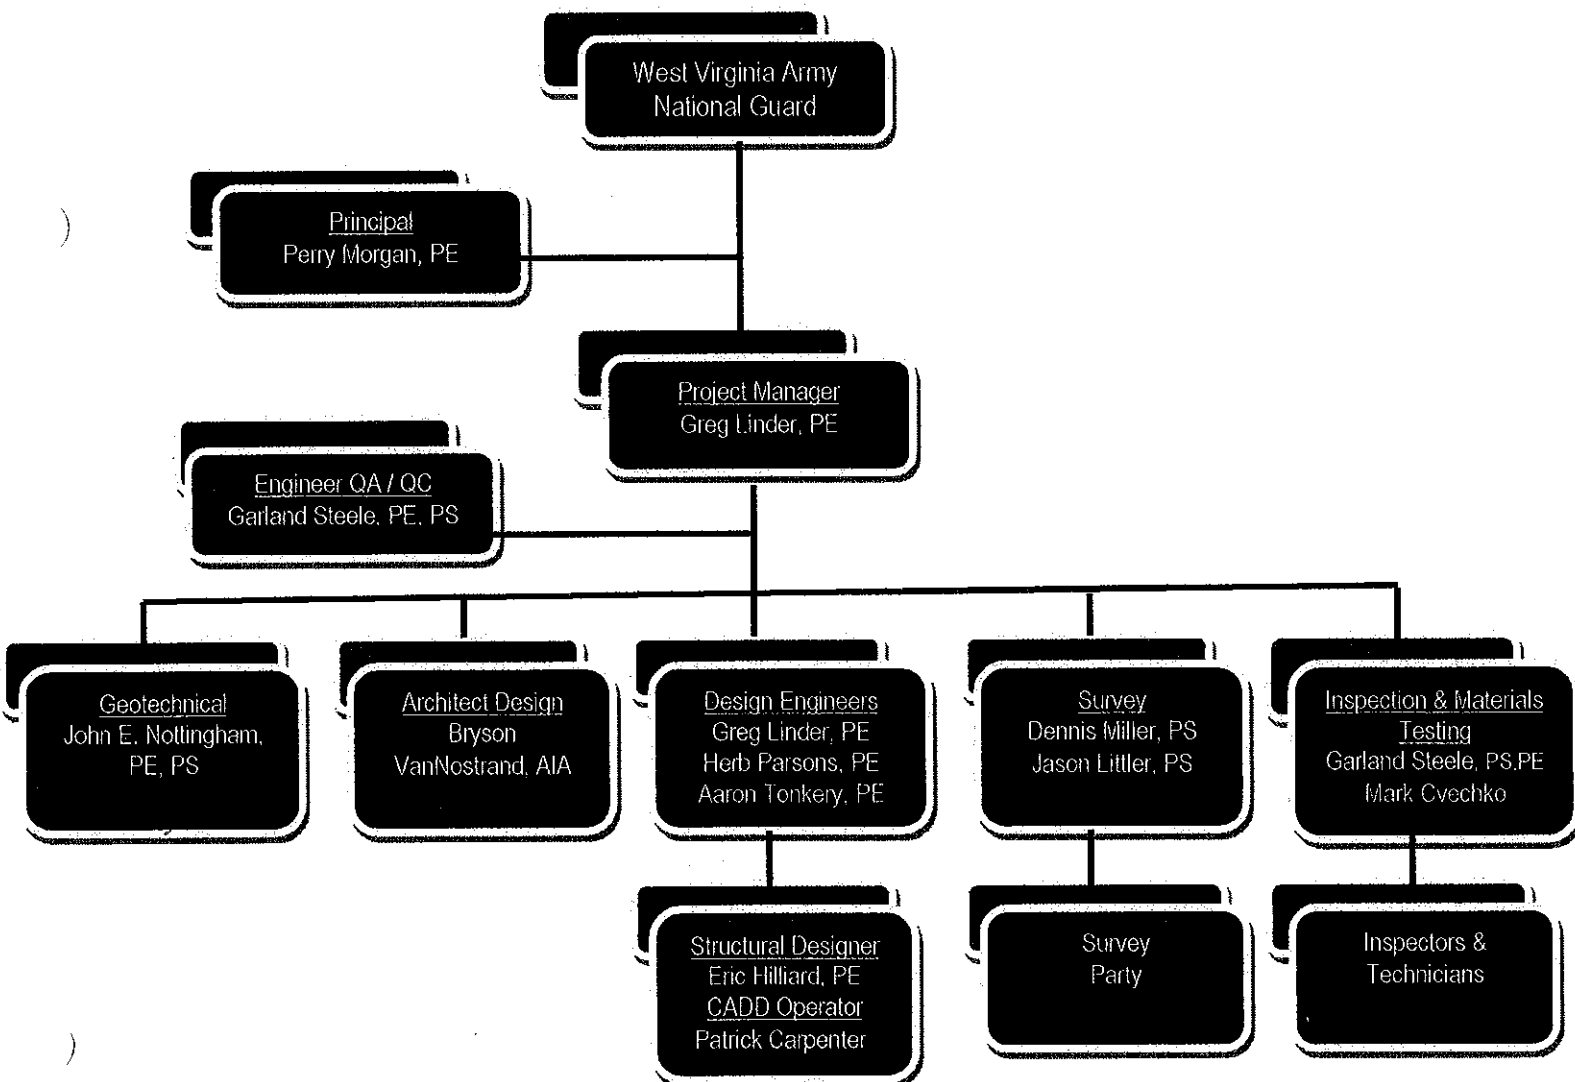 West Virginia Army
National Guard
Principal
Perry Morgan, PE
Project Manager
Greg Linder, PE
Engineer QA / QC
Garland Steele, PE, PS
Geotechnical
John E. Nottingham,
PE, PS
Architect Design
Bryson
VanNostrand, AIA
Design Engineers
Greg Linder, PE
Herb Parsons, PE
Aaron Tonkery, PE
Survey
Dennis Miller, PS
Jason Littler, PS
Inspection & Materials
Testing
Garland Steele, PS,PE
Mark Cvechko
Structural Designer
Eric Hilliard, PE
CADD Operator
Patrick Carpenter
Survey
Party
Inspectors &
Technicians